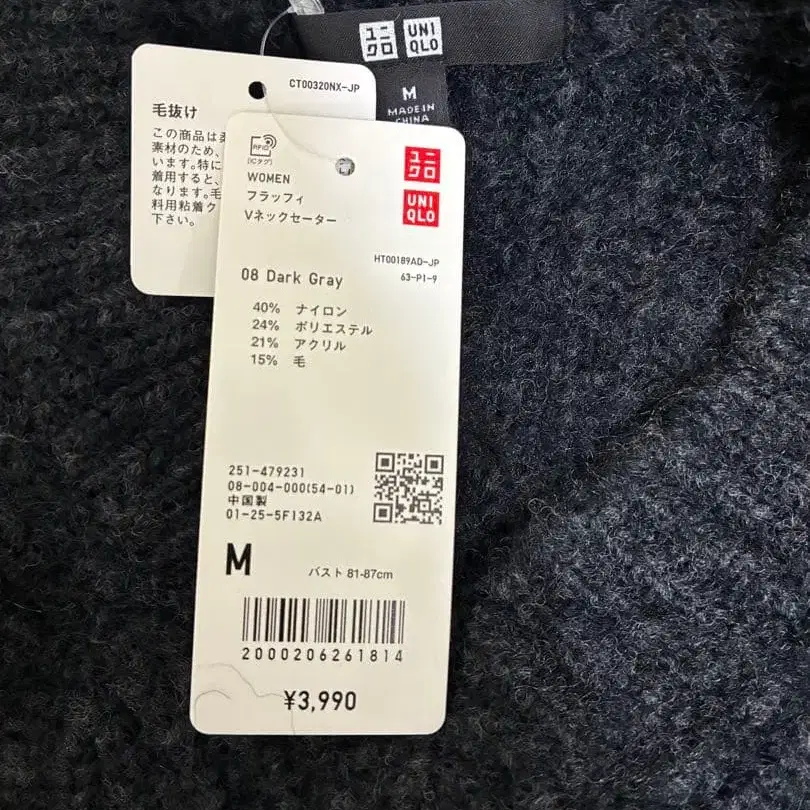 ユニ
クロ
UNI
QLO
M
MADE IN
CHINA
CT00320NX-JP
毛抜け
この商品は柔
素材のため、
います。特に
着用すると、
なります。毛
料用粘着ク
下さい。
RFID
[ICタグ]
WOMEN
フラッフィ
Vネックセーター
ユニ
クロ
UNI
QLO
HT00189AD-JP
63-P1-9
08 Dark Gray
40% ナイロン
24% ポリエステル
21% アクリル
15% 毛
251-479231
08-004-000(54-01)
中国製
01-25-5F132A
M
バスト 81-87cm
2000206261814
¥3,990